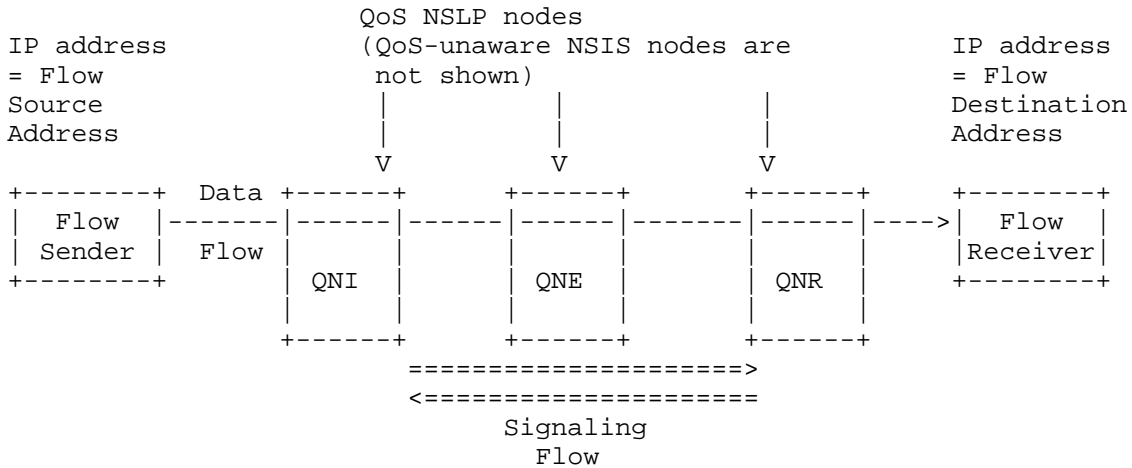 QoS NSLP nodes
IP address (QoS-unaware NSIS nodes are IP address
= Flow not shown) = Flow
Source | | | Destination
Address | | | Address
V V V
+--------+ Data +------+ +------+ +------+ +--------+
| Flow |-------|------|------|------|-------|------|---->| Flow |
| Sender | Flow | | | | | | |Receiver|
+--------+ | QNI | | QNE | | QNR | +--------+
| | | | | |
+------+ +------+ +------+
=====================>
<=====================
Signaling
Flow